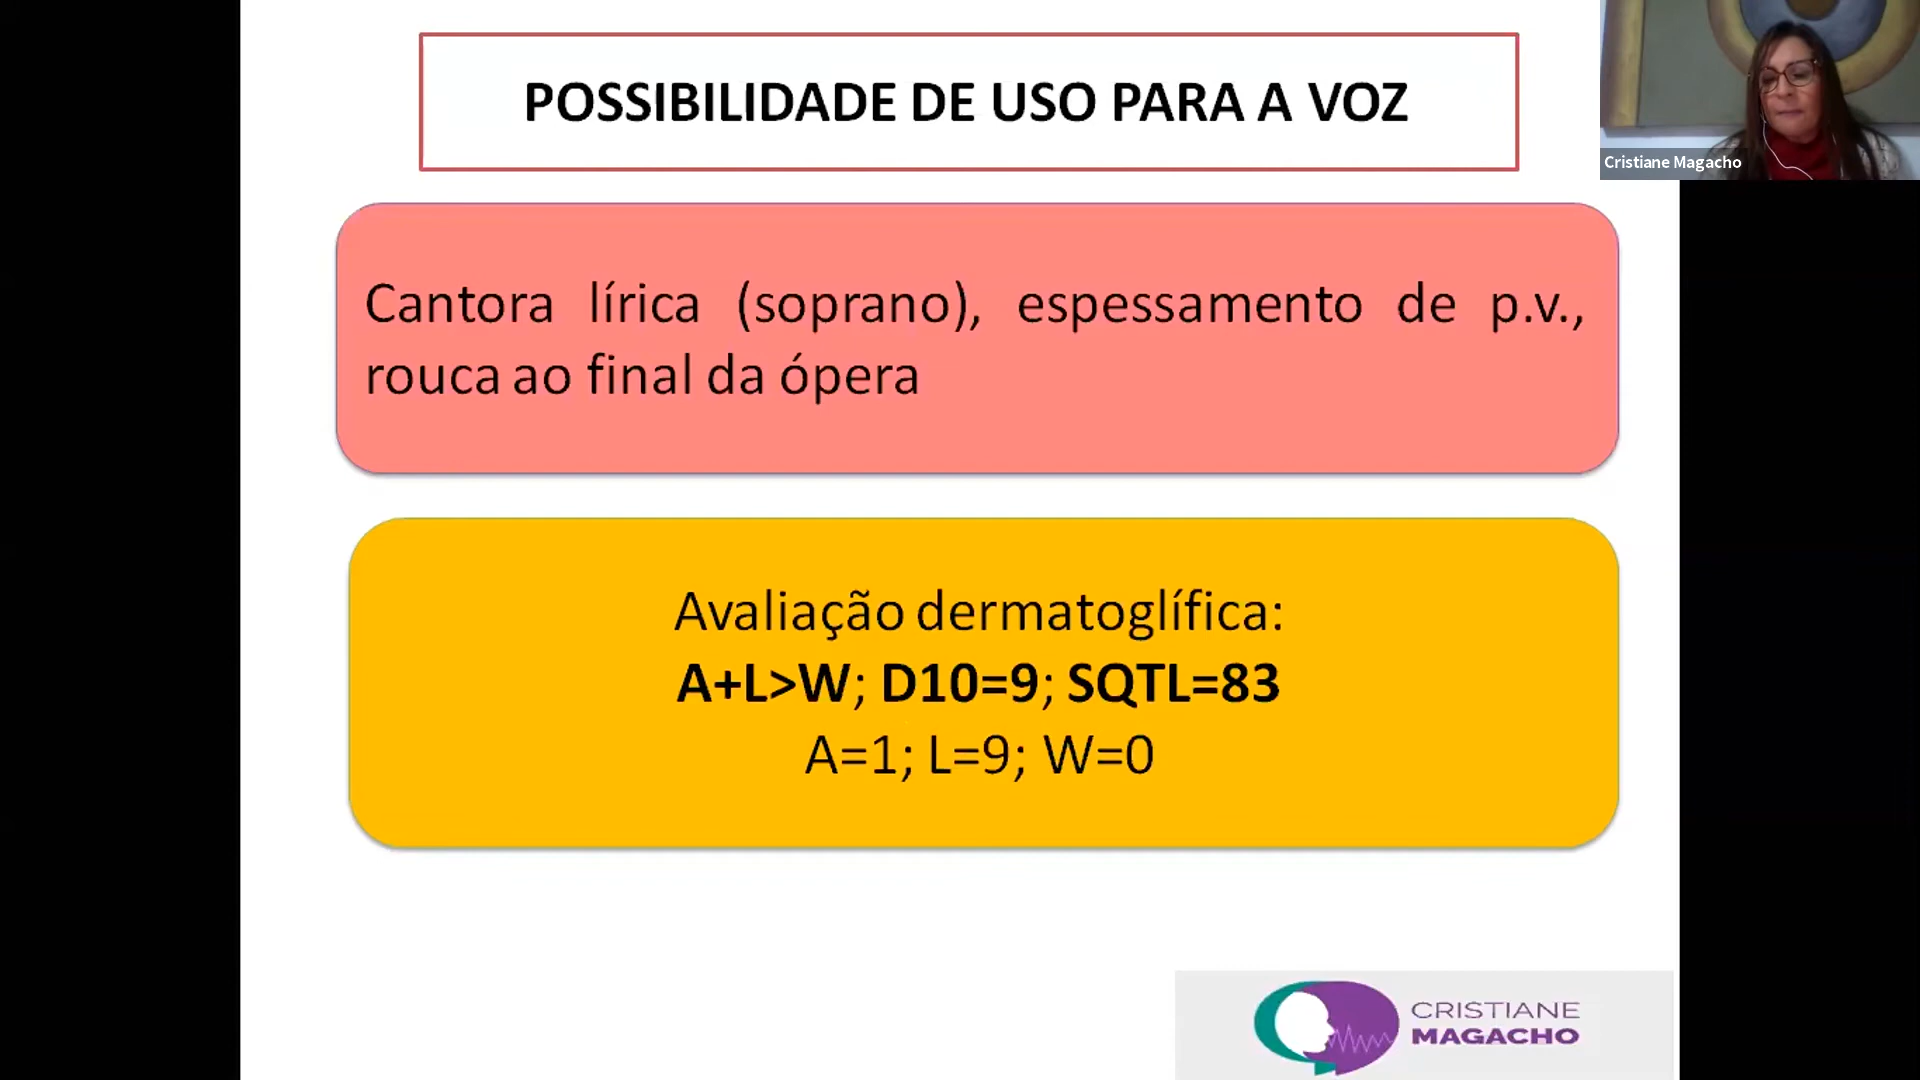 POSSIBILIDADE DE USO PARA A VOZ
Cristiane Magacho
Cantora lírica (soprano), espessamento de p.v.,
rouca ao final da ópera
Avaliação dermatoglífica:
A+L>W; D10=9; SQTL=83
A=1; L=9; W=0
CRISTIANE
MAGACHO